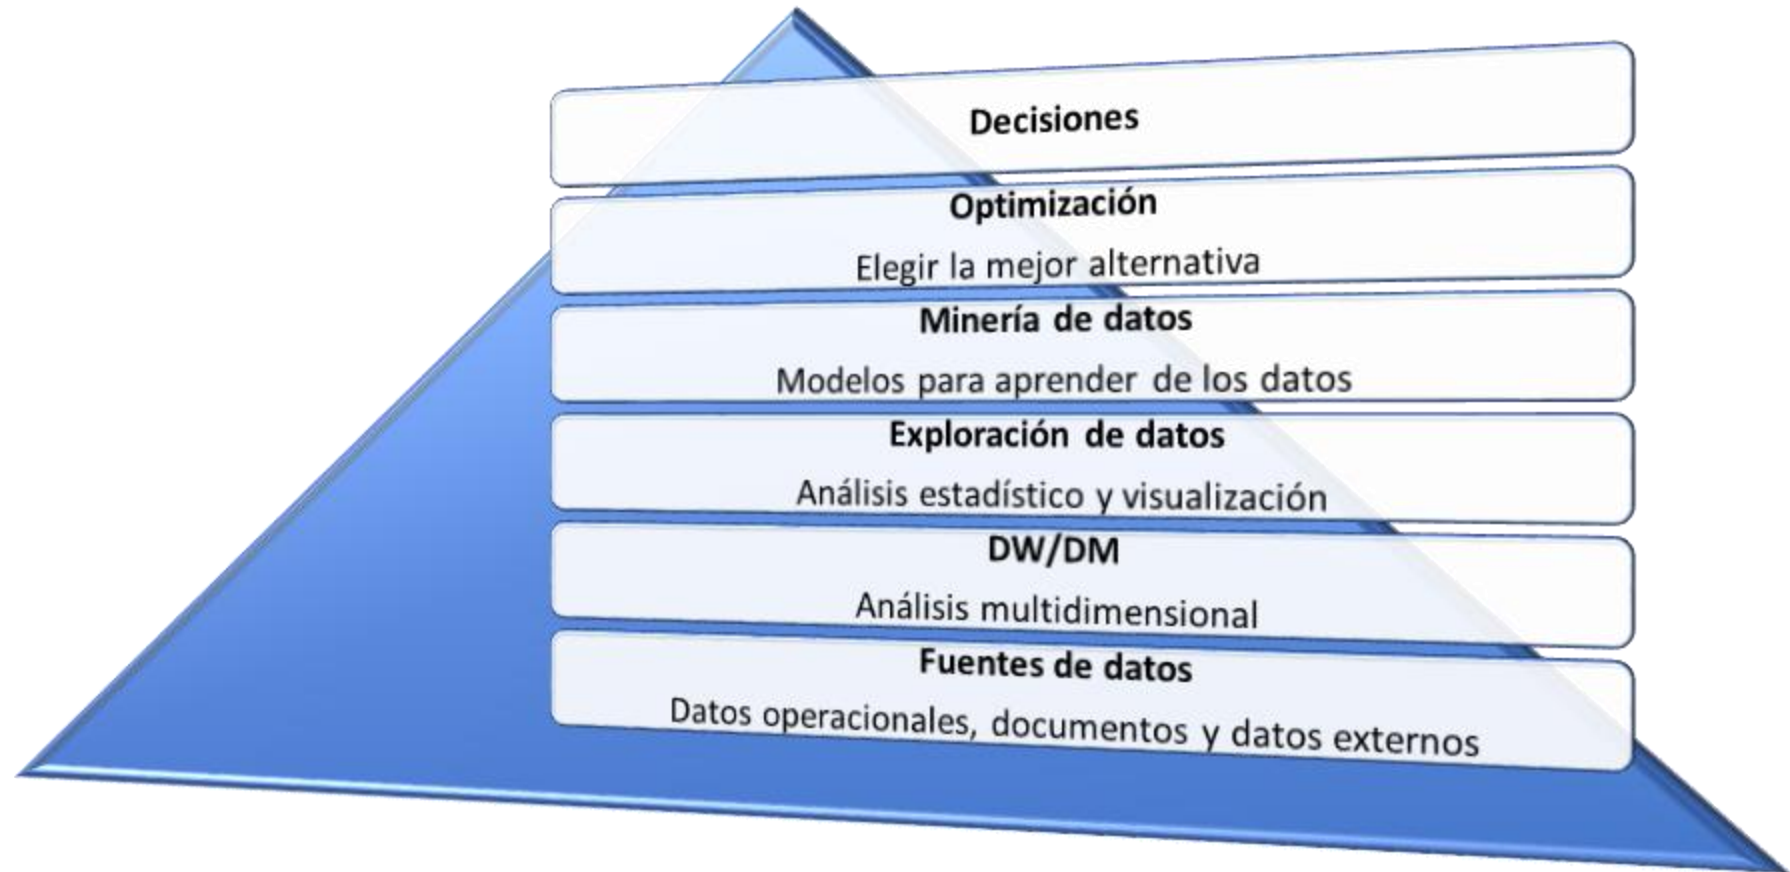 Decisiones
Optimización
Elegir la mejor alternativa
Minería de datos
Modelos para aprender de los datos
Exploración de datos
Análisis estadístico y visualización
DW/DM
Análisis multidimensional
Fuentes de datos
Datos operacionales, documentos y datos externos